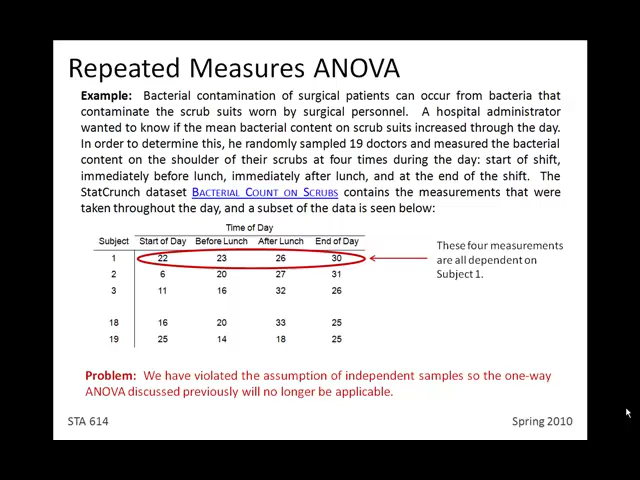 Repeated Measures ANOVA
Example: Bacterial contamination of surgical patients can occur from bacteria that
contaminate the scrub suits worn by surgical personnel. A hospital administrator
wanted to know if the mean bacterial content on scrub suits increased through the day.
In order to determine this, he randomly sampled 19 doctors and measured the bacterial
content on the shoulder of their scrubs at four times during the day: start of shift,
immediately before lunch, immediately after lunch, and at the end of the shift. The
StatCrunch dataset BACTERIAL COUNT ON SCRUBS contains the measurements that were
taken throughout the day, and a subset of the data is seen below:
Time of Day
Subject Start of Day Before Lunch After Lunch End of Day
1 22 23 26 30
2 6 20 27 31
3 11 16 32 26
18 16 20 33 25
19 25 14 18 25
These four measurements
are all dependent on
Subject 1.
Problem: We have violated the assumption of independent samples so the one-way
ANOVA discussed previously will no longer be applicable.
STA 614 Spring 2010